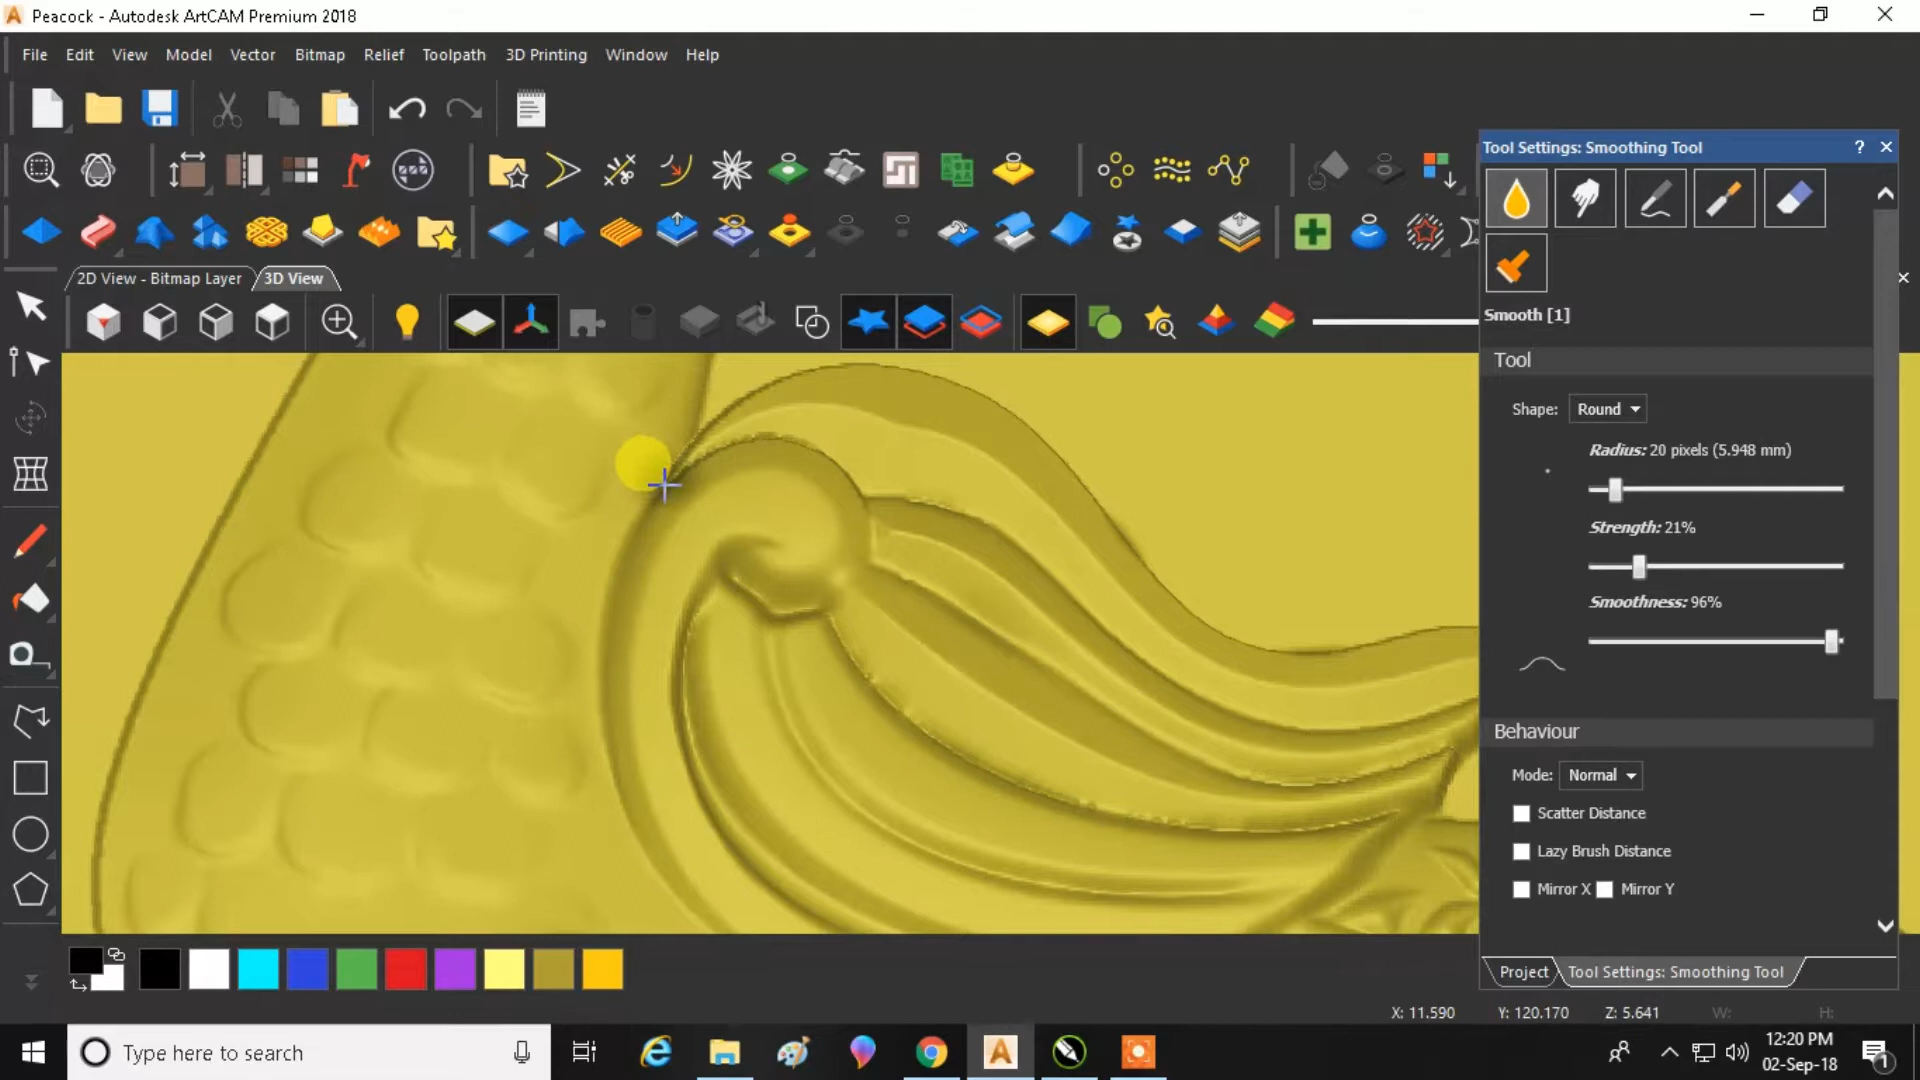 Peacock - Autodesk ArtCAM Premium 2018
File Edit View Model Vector Bitmap Relief Toolpath 3D Printing Window Help
Tool Settings: Smoothing Tool
2D View - Bitmap Layer 3D View
Smooth [1]
Tool
Shape: Round
Radius: 20 pixels (5.948 mm)
Strength: 21%
Smoothness: 96%
Behaviour
Mode: Normal
Scatter Distance
Lazy Brush Distance
Mirror X Mirror Y
Project Tool Settings: Smoothing Tool
X: 11.590 Y: 120.170 Z: 5.641 W: H:
Type here to search
12:20 PM
02-Sep-18
1